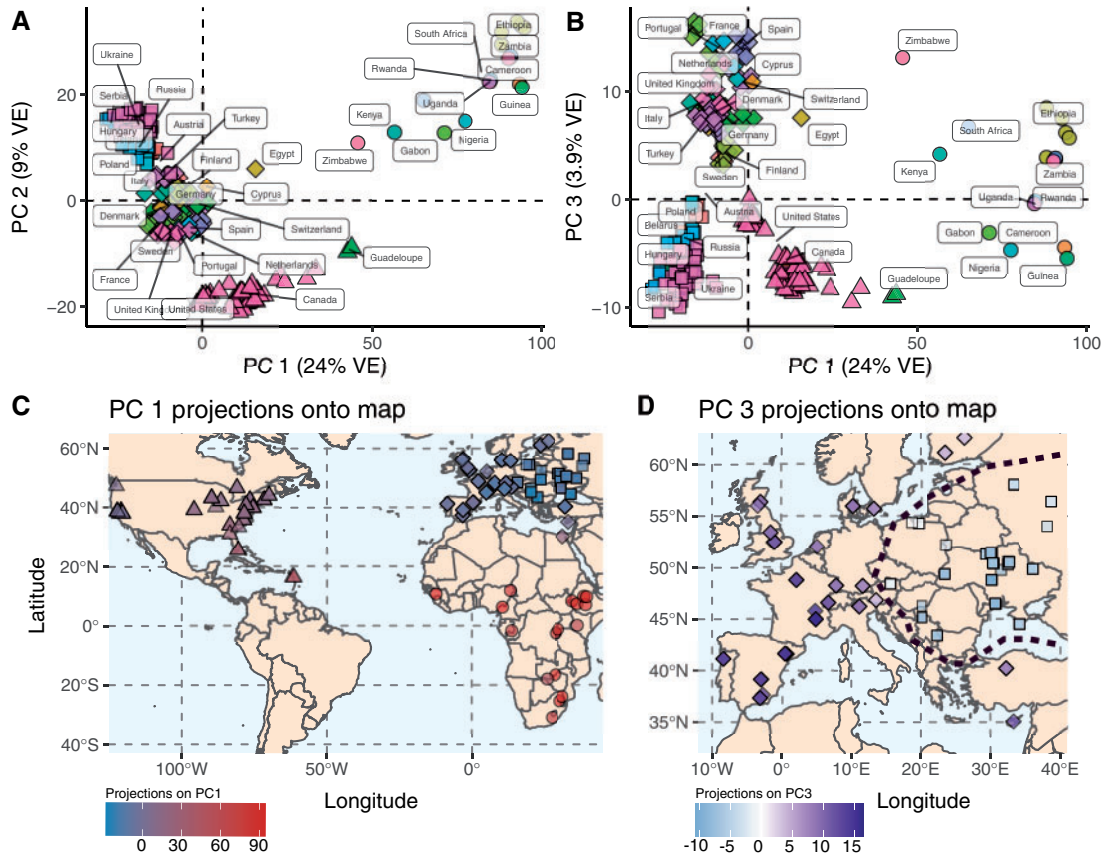 A
Ukraine
Serbia
Russia
Hungary
Austria
Poland
Italy
Turkey
Finland
Egypt
Germany
Cyprus
Denmark
Spain
Switzerland
Sweden
Portugal
Netherlands
France
United Kingdom
United States
Canada
Guadeloupe
South Africa
Ethiopia
Zambia
Rwanda
Cameroon
Uganda
Guinea
Kenya
Gabon
Nigeria
Zimbabwe
PC 2 (9% VE)
20
0
−20
0
50
100
PC 1 (24% VE)
B
Portugal
France
Spain
Netherlands
Cyprus
United Kingdom
Denmark
Switzerland
Italy
Germany
Egypt
Turkey
Finland
Sweden
Poland
Austria
United States
Belarus
Russia
Canada
Hungary
Ukraine
Serbia
Guadeloupe
Zimbabwe
Ethiopia
South Africa
Kenya
Zambia
Uganda
Rwanda
Gabon
Cameroon
Nigeria
Guinea
PC 3 (3.9% VE)
10
0
−10
0
50
100
PC 1 (24% VE)
C
PC 1 projections onto map
60°N
40°N
20°N
0°
20°S
40°S
Latitude
100°W
50°W
0°
Longitude
Projections on PC1
0
30
60
90
D
PC 3 projections onto map
60°N
55°N
50°N
45°N
40°N
35°N
10°W
0°
10°E
20°E
30°E
40°E
Longitude
Projections on PC3
-10
-5
0
5
10
15